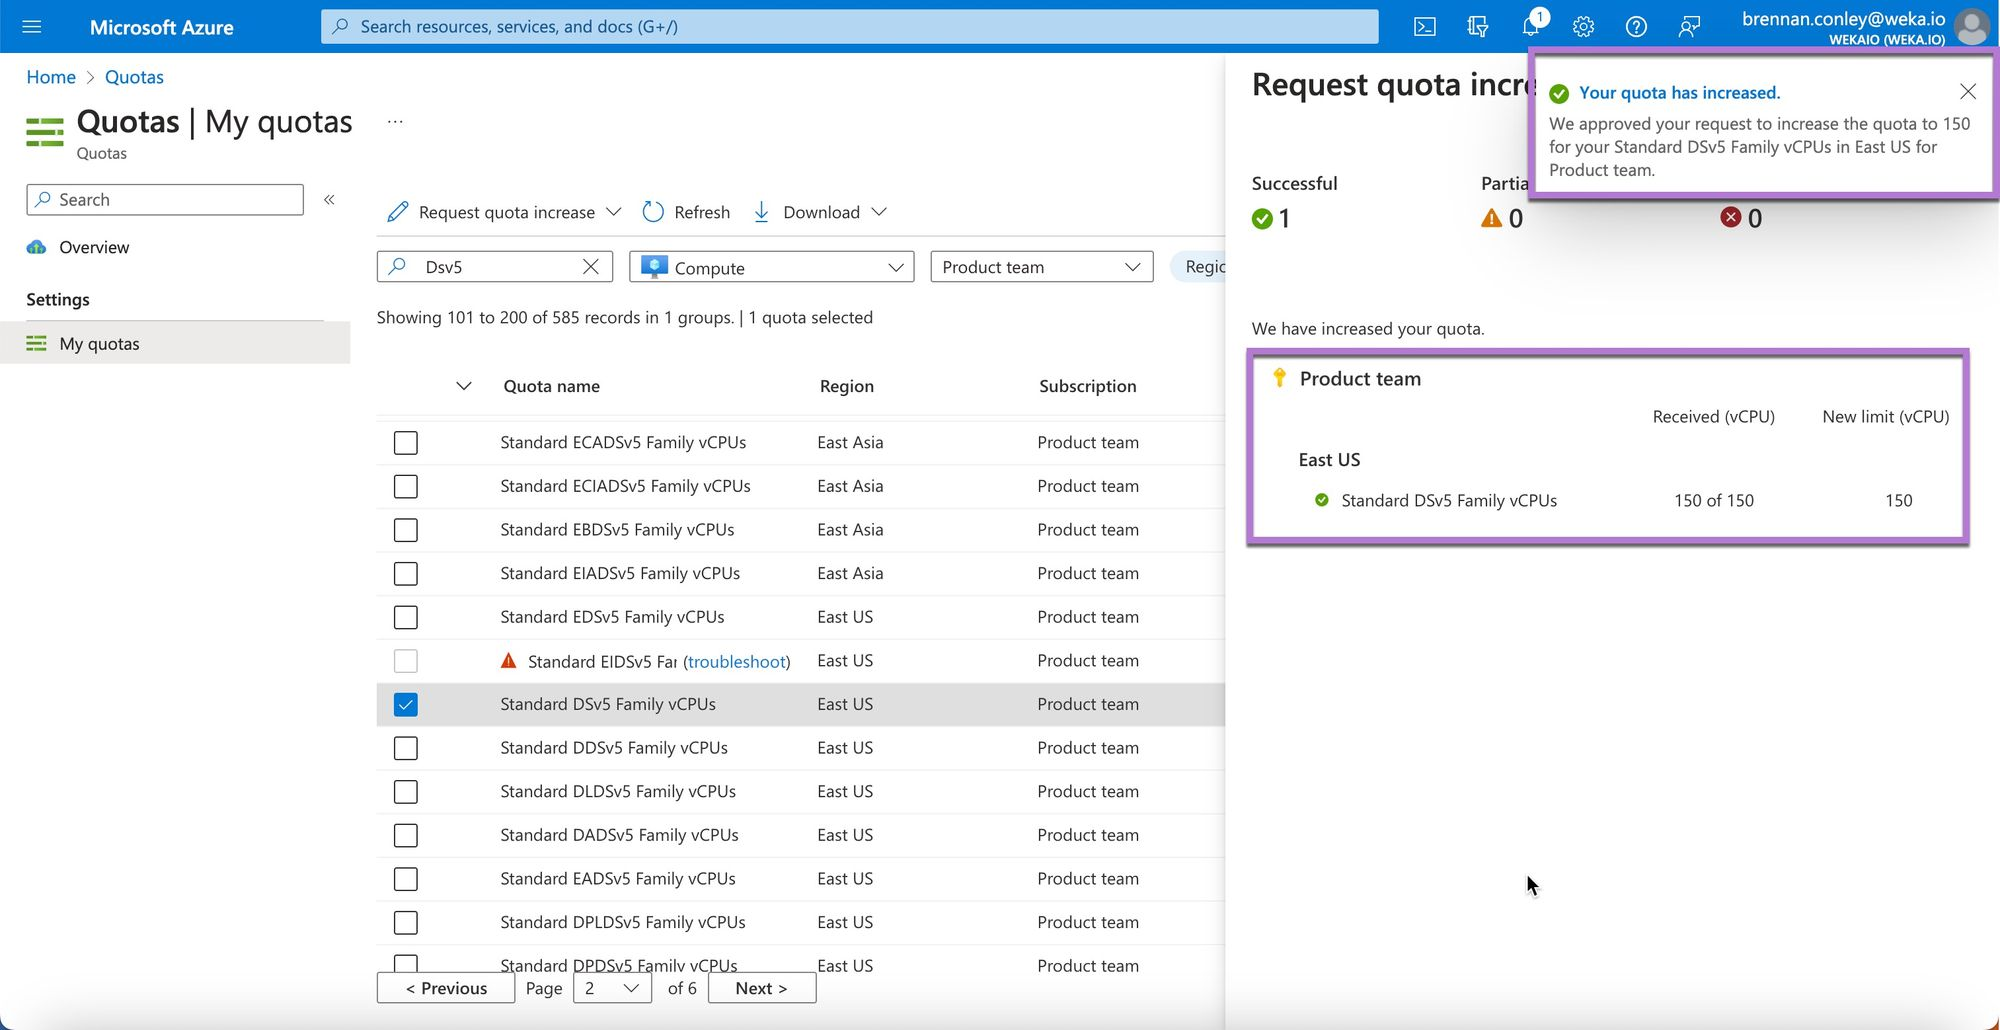 Microsoft Azure
Search resources, services, and docs (G+/)
1
brennan.conley@weka.io
WEKAIO (WEKA.IO)
Home > Quotas
Quotas | My quotas ...
Quotas
Search «
Overview
Settings
My quotas
Request quota increase Refresh Download
Dsv5 Compute Product team Regio
Showing 101 to 200 of 585 records in 1 groups. | 1 quota selected
Quota name Region Subscription
Standard ECADSv5 Family vCPUs East Asia Product team
Standard ECIADSv5 Family vCPUs East Asia Product team
Standard EBDSv5 Family vCPUs East Asia Product team
Standard EIADSv5 Family vCPUs East Asia Product team
Standard EDSv5 Family vCPUs East US Product team
Standard EIDSv5 Far (troubleshoot) East US Product team
Standard DSv5 Family vCPUs East US Product team
Standard DDSv5 Family vCPUs East US Product team
Standard DLDSv5 Family vCPUs East US Product team
Standard DADSv5 Family vCPUs East US Product team
Standard EADSv5 Family vCPUs East US Product team
Standard DPLDSv5 Family vCPUs East US Product team
Standard DPDSv5 Family vCPUs East US Product team
< Previous Page 2 of 6 Next >
Request quota incre
Your quota has increased.
We approved your request to increase the quota to 150
for your Standard DSv5 Family vCPUs in East US for
Product team.
Successful Partia
1 0 0
We have increased your quota.
Product team
Received (vCPU) New limit (vCPU)
East US
Standard DSv5 Family vCPUs 150 of 150 150